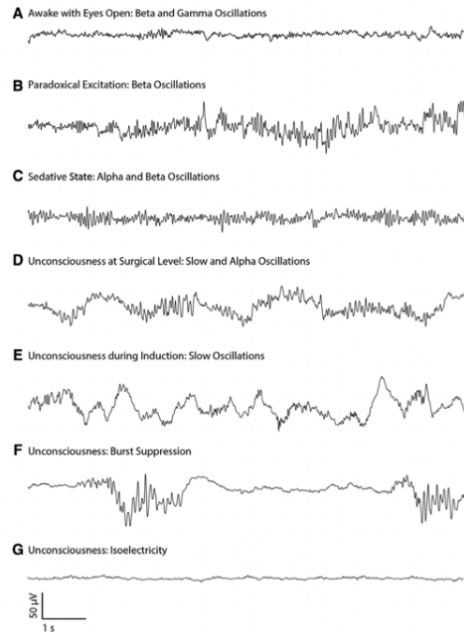 A Awake with Eyes Open: Beta and Gamma Oscillations
B Paradoxical Excitation: Beta Oscillations
C Sedative State: Alpha and Beta Oscillations
D Unconsciousness at Surgical Level: Slow and Alpha Oscillations
E Unconsciousness during Induction: Slow Oscillations
F Unconsciousness: Burst Suppression
G Unconsciousness: Isoelectricity
50 μV
1 s